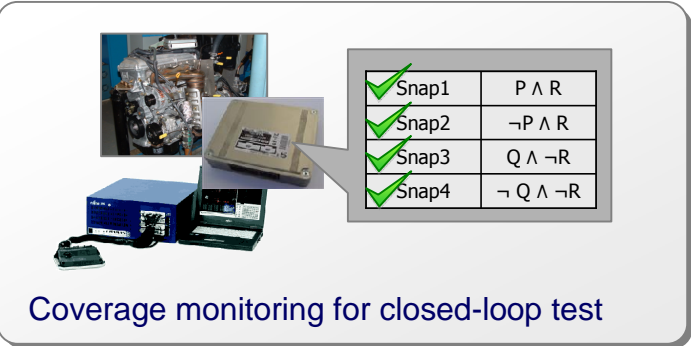 Snap1 P ∧ R
Snap2 ¬P ∧ R
Snap3 Q ∧ ¬R
Snap4 ¬ Q ∧ ¬R
Coverage monitoring for closed-loop test